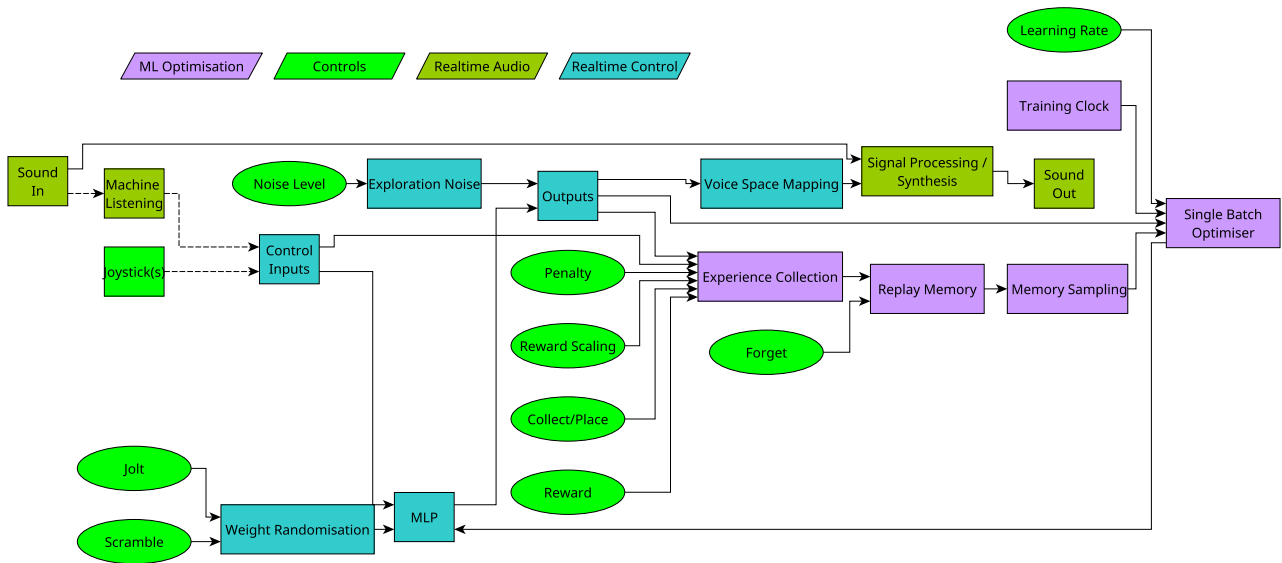 Learning Rate
ML Optimisation
Controls
Realtime Audio
Realtime Control
Training Clock
Sound
In
Machine
Listening
Noise Level
Exploration Noise
Outputs
Voice Space Mapping
Signal Processing /
Synthesis
Sound
Out
Single Batch
Optimiser
Joystick(s)
Control
Inputs
Penalty
Experience Collection
Replay Memory
Memory Sampling
Reward Scaling
Forget
Collect/Place
Jolt
Reward
Weight Randomisation
MLP
Scramble